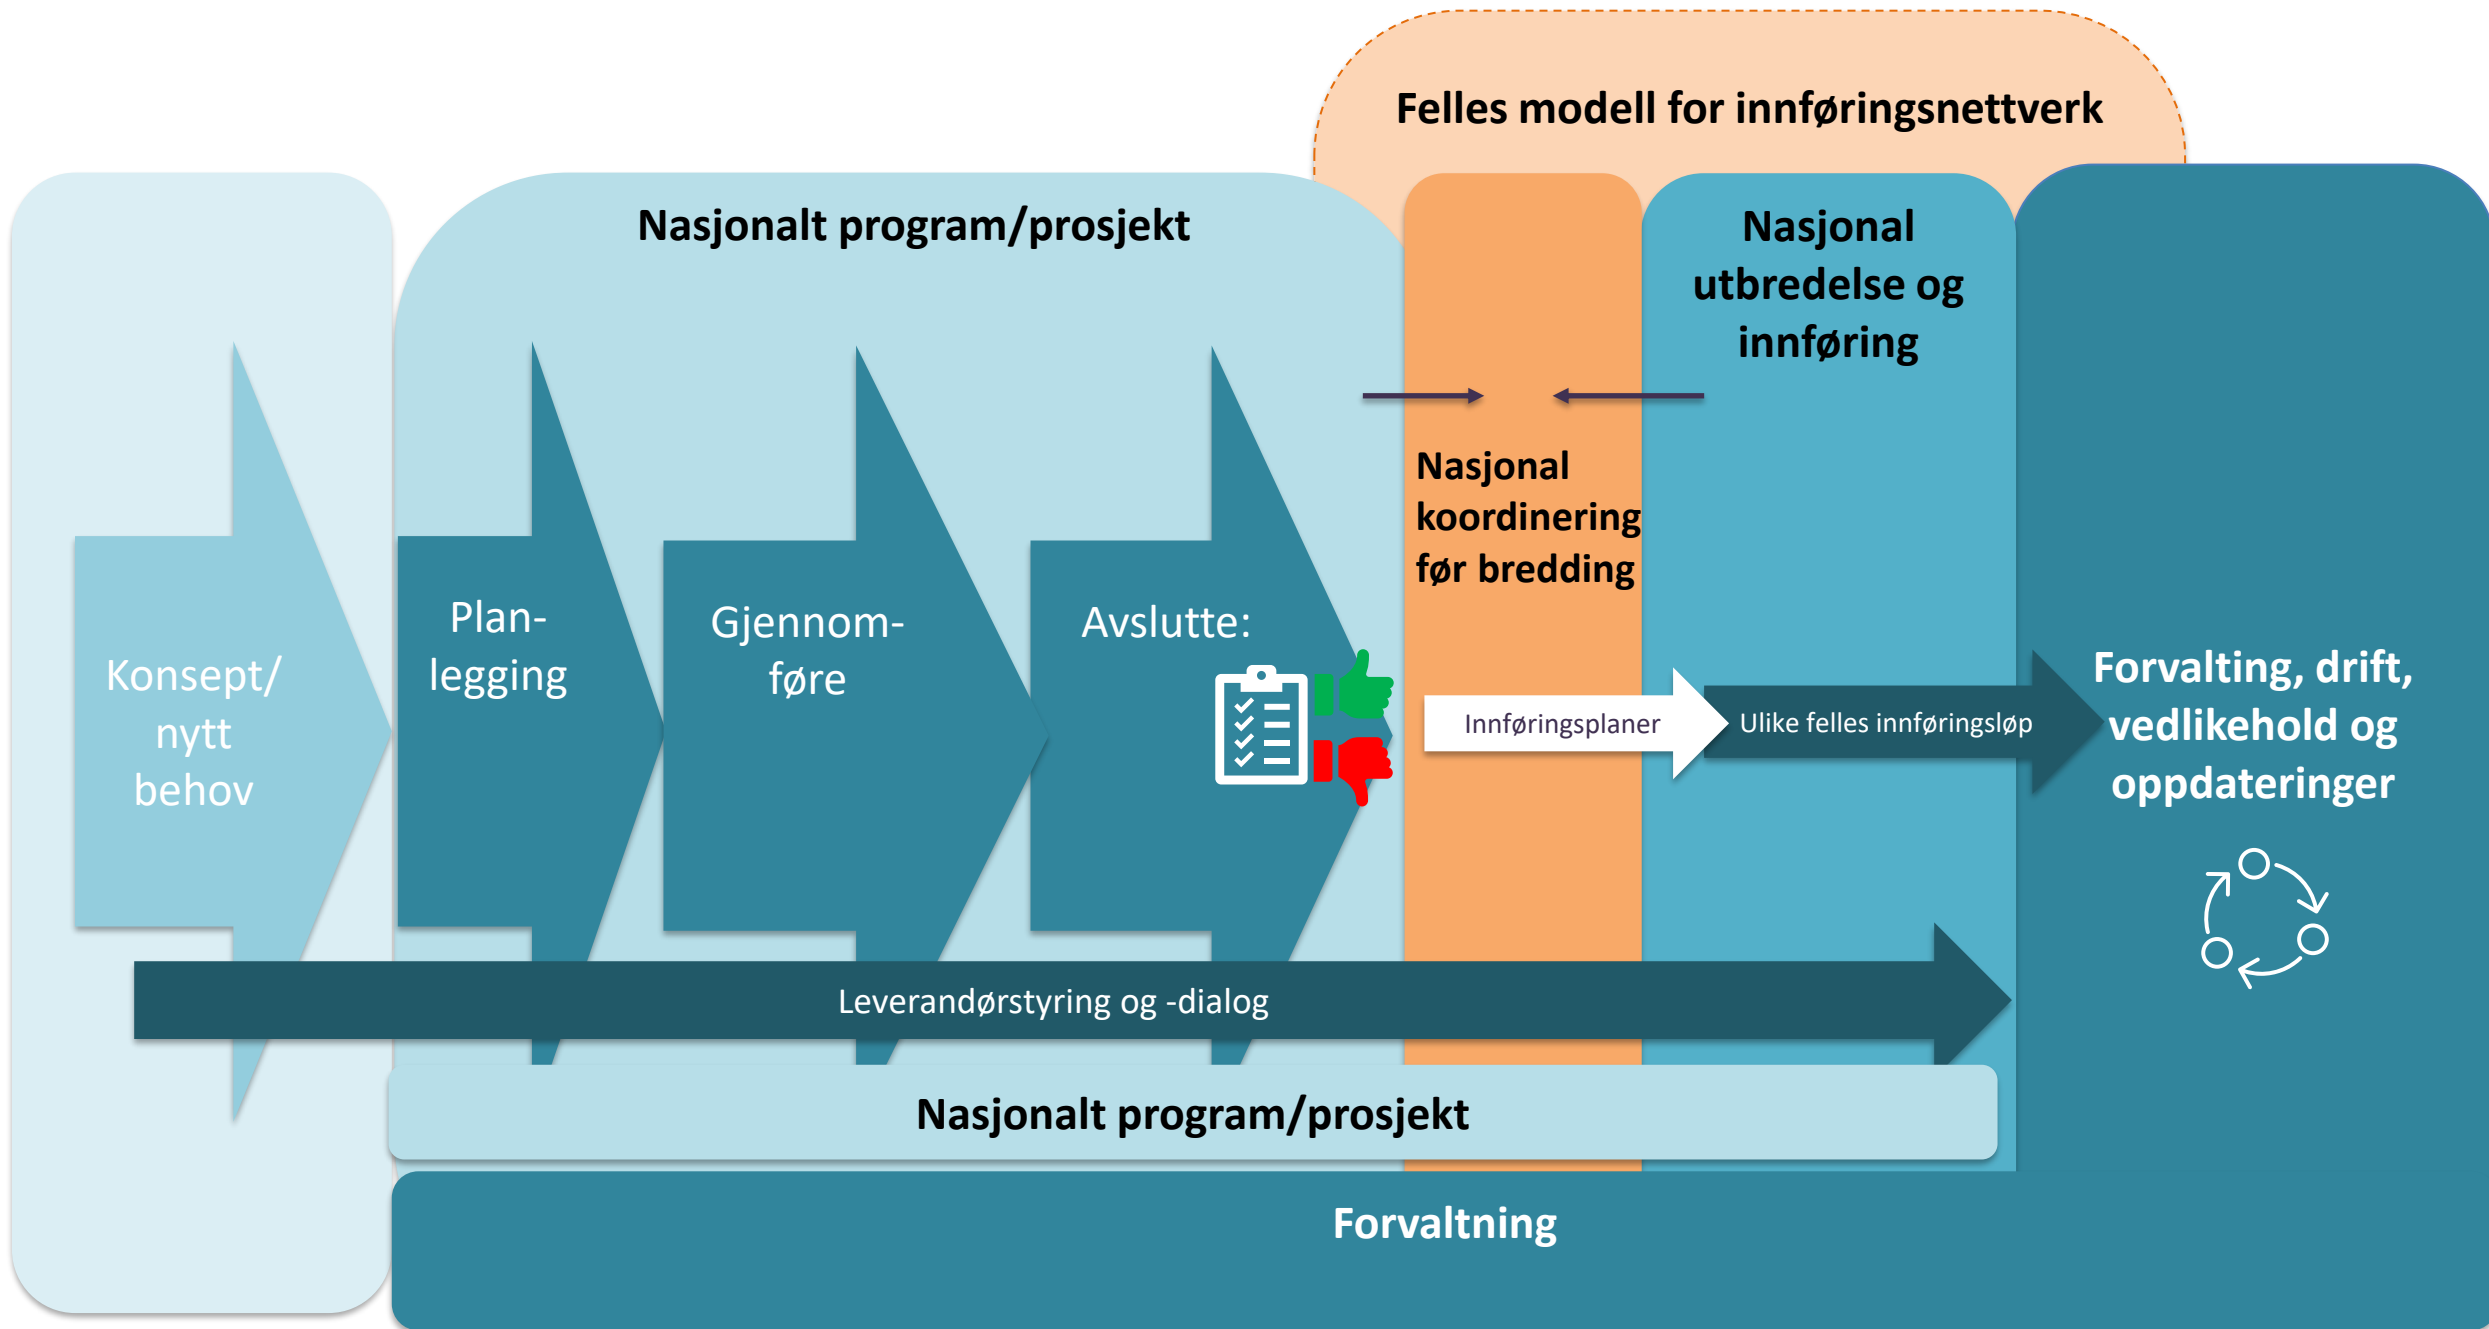 Felles modell for innføringsnettverk
Nasjonalt program/prosjekt
Nasjonal
utbredelse og
innføring
Nasjonal
koordinering
før bredding
Konsept/
nytt
behov
Plan-
legging
Gjennom-
føre
Avslutte:
Innføringsplaner
Ulike felles innføringsløp
Forvalting, drift,
vedlikehold og
oppdateringer
Leverandørstyring og -dialog
Nasjonalt program/prosjekt
Forvaltning